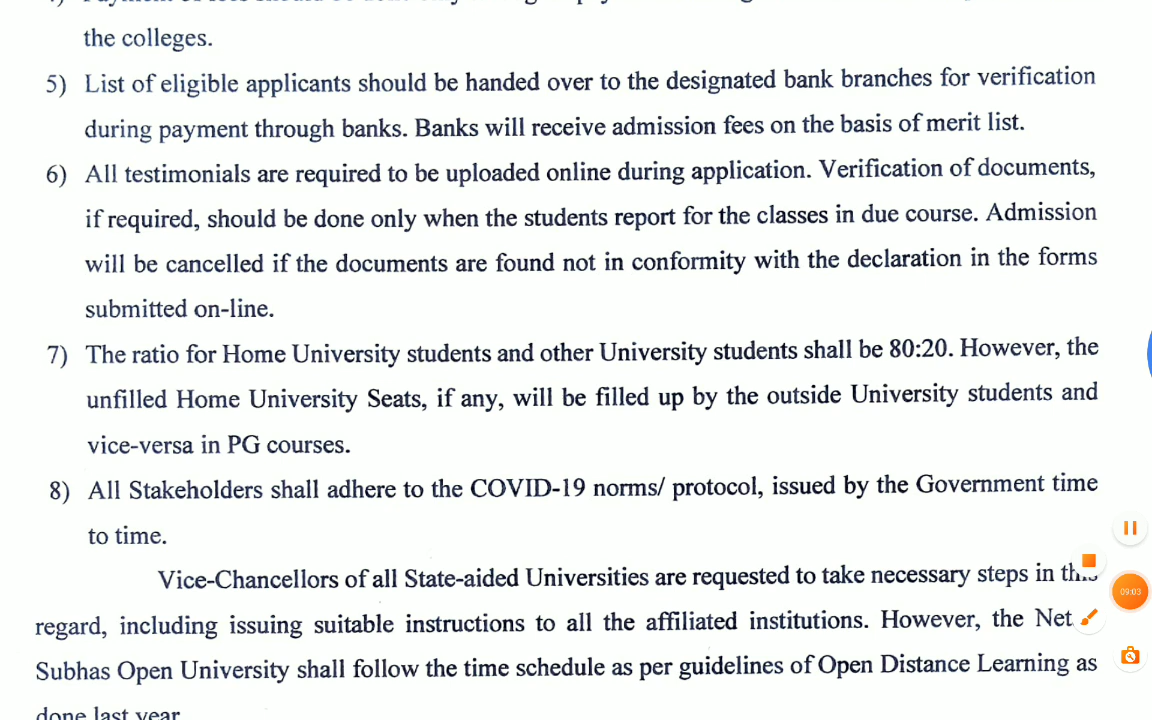 the colleges.
5) List of eligible applicants should be handed over to the designated bank branches for verification
during payment through banks. Banks will receive admission fees on the basis of merit list.
6) All testimonials are required to be uploaded online during application. Verification of documents,
if required, should be done only when the students report for the classes in due course. Admission
will be cancelled if the documents are found not in conformity with the declaration in the forms
submitted on-line.
7) The ratio for Home University students and other University students shall be 80:20. However, the
unfilled Home University Seats, if any, will be filled up by the outside University students and
vice-versa in PG courses.
8) All Stakeholders shall adhere to the COVID-19 norms/ protocol, issued by the Government time
to time.
Vice-Chancellors of all State-aided Universities are requested to take necessary steps in this
09:03
regard, including issuing suitable instructions to all the affiliated institutions. However, the
Subhas Open University shall follow the time schedule as per guidelines of Open Distance Learning as
done last year